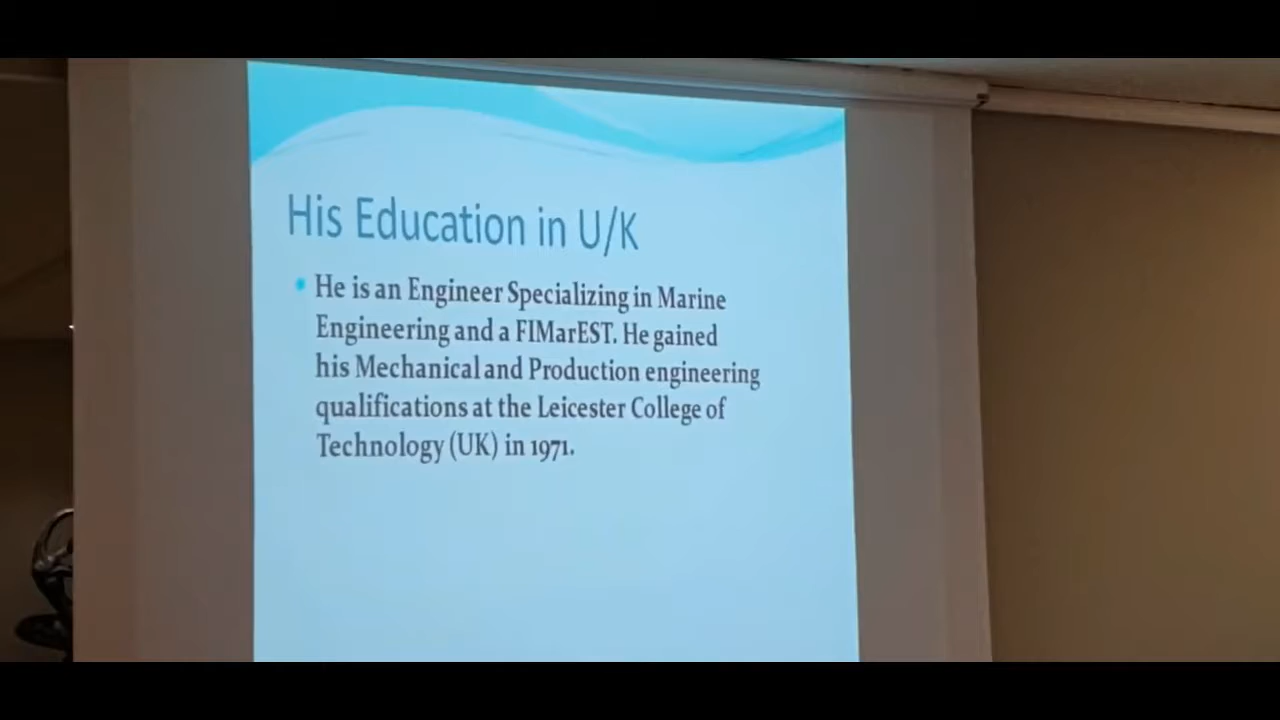 His Education in U/K
He is an Engineer Specializing in Marine
Engineering and a FIMarEST. He gained
his Mechanical and Production engineering
qualifications at the Leicester College of
Technology (UK) in 1971.